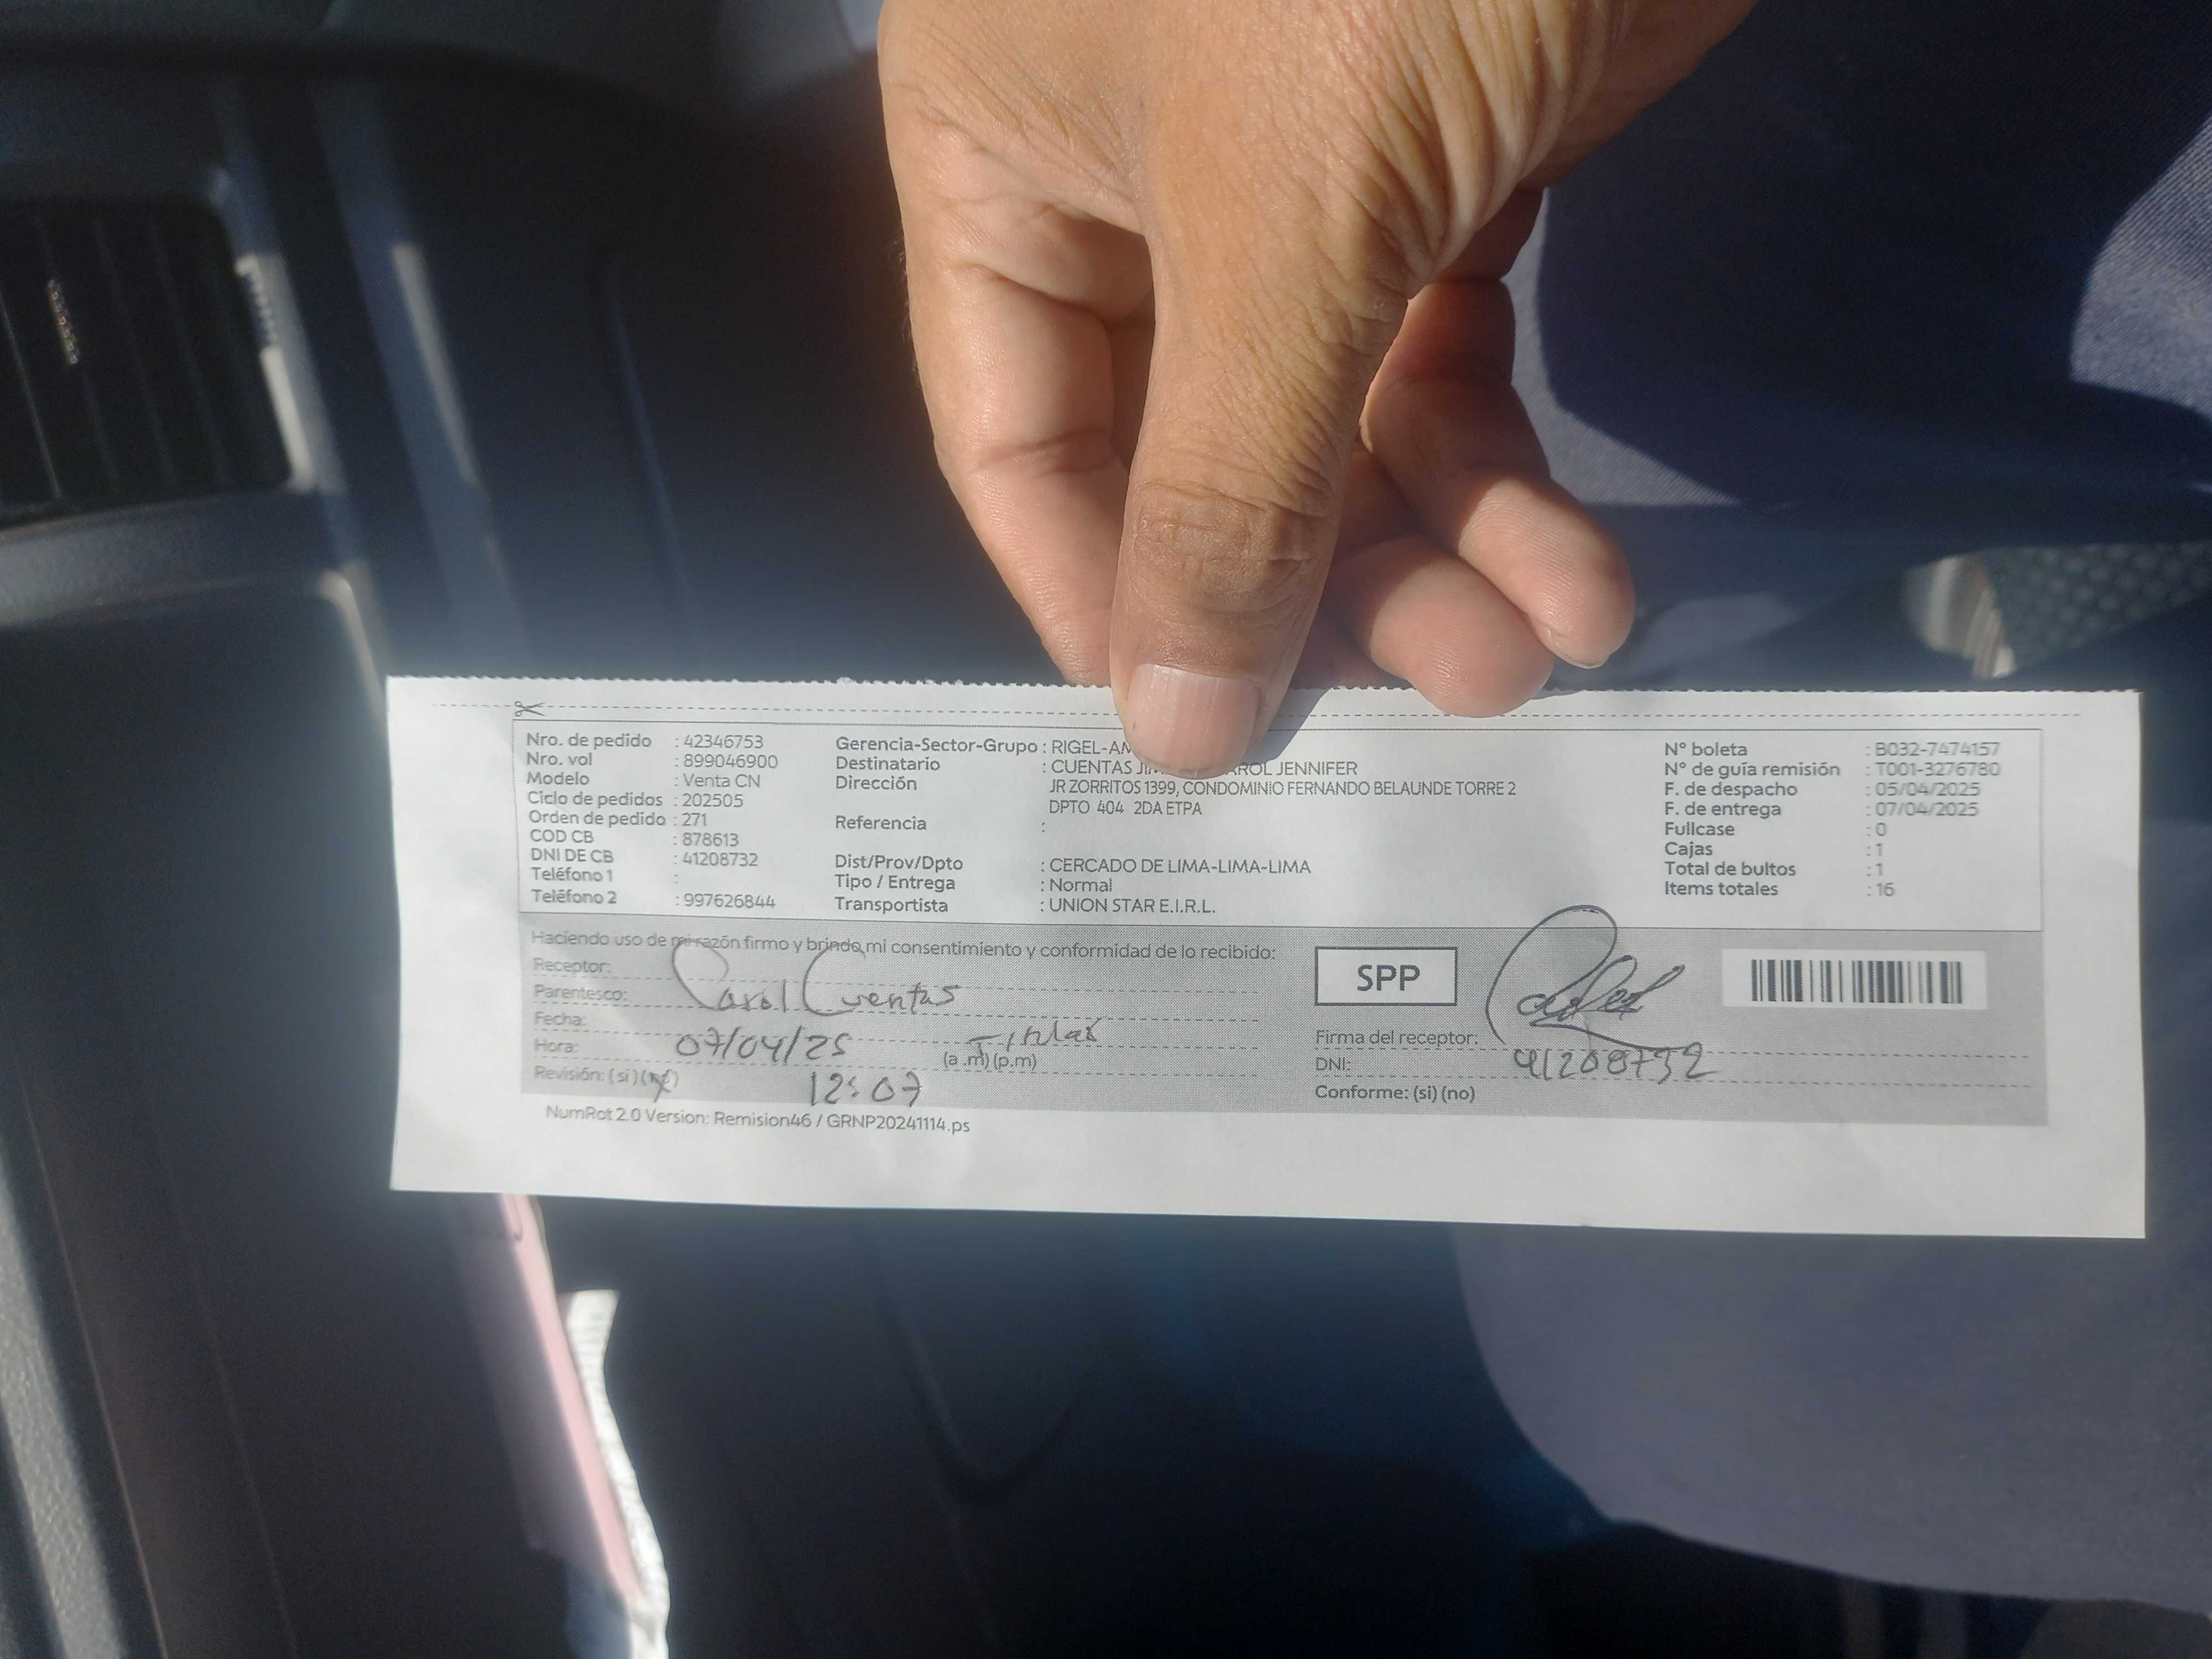 Nro. de pedido : 42346753
Nro. vol : 899046900
Modelo : Venta CN
Ciclo de pedidos : 202505
Orden de pedido : 271
COD CB : 878613
DNI DE CB : 41208732
Teléfono 1 :
Teléfono 2 : 997626844
Gerencia-Sector-Grupo : RIGEL-
Destinatario : CUENTAS JENNIFER
Dirección JR ZORRITOS 1399, CONDOMINIO FERNANDO BELAUNDE TORRE 2
DPTO 404 2DA ETPA
Referencia :
Dist/Prov/Dpto : CERCADO DE LIMA-LIMA-LIMA
Tipo / Entrega : Normal
Transportista : UNION STAR E.I.R.L.
N° boleta : B032-7474157
N° de guía remisión : T001-3276780
F. de despacho : 05/04/2025
F. de entrega : 07/04/2025
Fullcase : 0
Cajas : 1
Total de bultos : 1
Items totales : 16
Haciendo uso de mi razón firmo y brindo mi consentimiento y conformidad de lo recibido:
Receptor:
Parentesco: Carol Cuentas
Fecha: Titular
Hora: 07/04/25 (a.m) (p.m)
Revisión: (si) (no) 12:07
SPP
Firma del receptor:
DNI: 41208732
Conforme: (si) (no)
NumRot 2.0 Version: Remision46 / GRNP20241114.ps